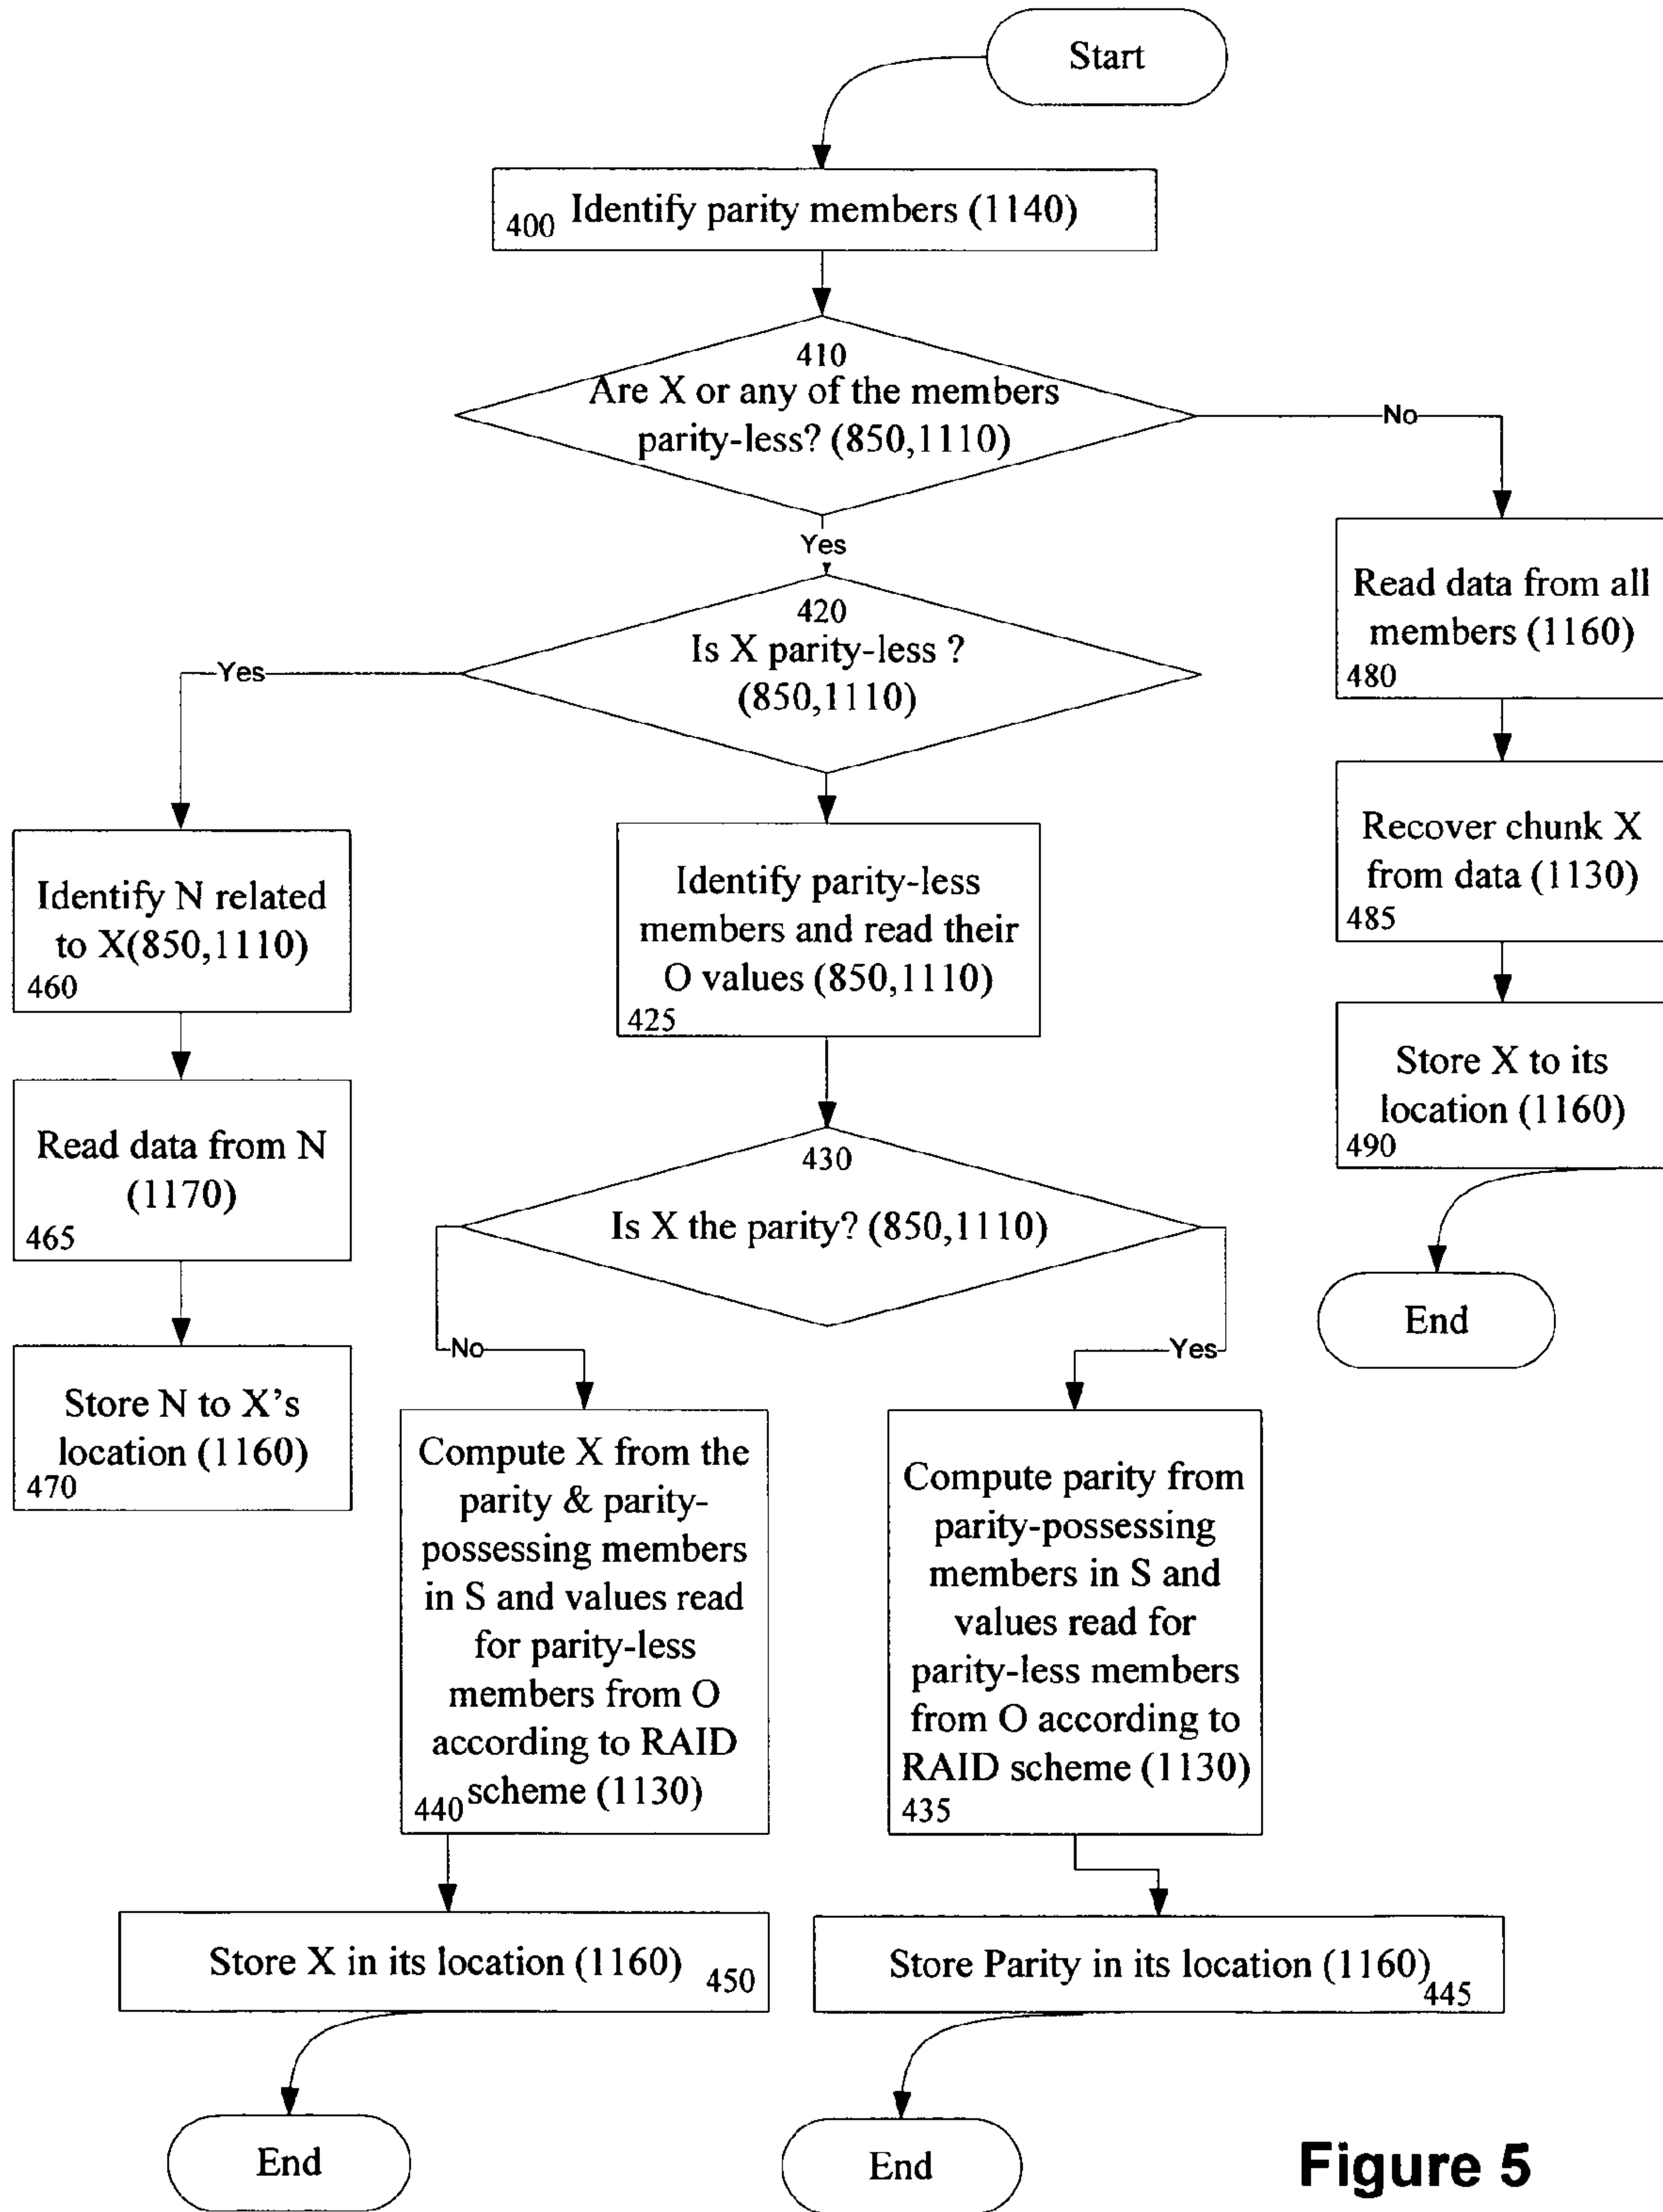 Start
400 Identify parity members (1140)
410
Are X or any of the members
parity-less? (850,1110)
No
Yes
420
Is X parity-less ?
(850,1110)
Yes
Read data from all
members (1160)
480
Recover chunk X
from data (1130)
485
Store X to its
location (1160)
490
End
Identify N related
to X(850,1110)
460
Read data from N
(1170)
465
Store N to X’s
location (1160)
470
Identify parity-less
members and read their
O values (850,1110)
425
430
Is X the parity? (850,1110)
No
Yes
Compute X from the
parity & parity-
possessing members
in S and values read
for parity-less
members from O
according to RAID
scheme (1130)
440
Compute parity from
parity-possessing
members in S and
values read for
parity-less members
from O according to
RAID scheme (1130)
435
Store X in its location (1160)
450
Store Parity in its location (1160)
445
End
End
Figure 5